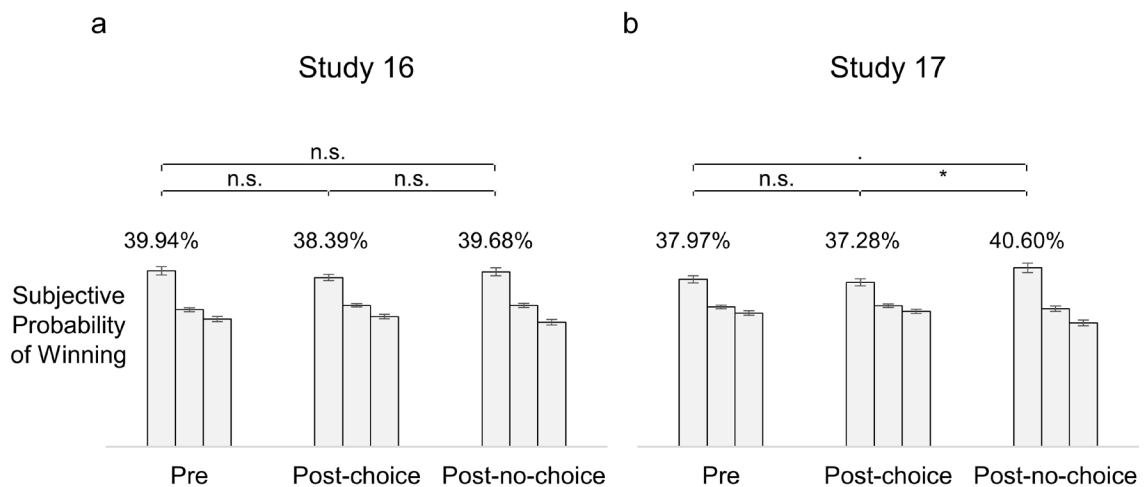 a
Study 16
n.s.
n.s. n.s.
39.94% 38.39% 39.68%
Subjective
Probability
of Winning
Pre Post-choice Post-no-choice
b
Study 17
.
n.s. *
37.97% 37.28% 40.60%
Pre Post-choice Post-no-choice